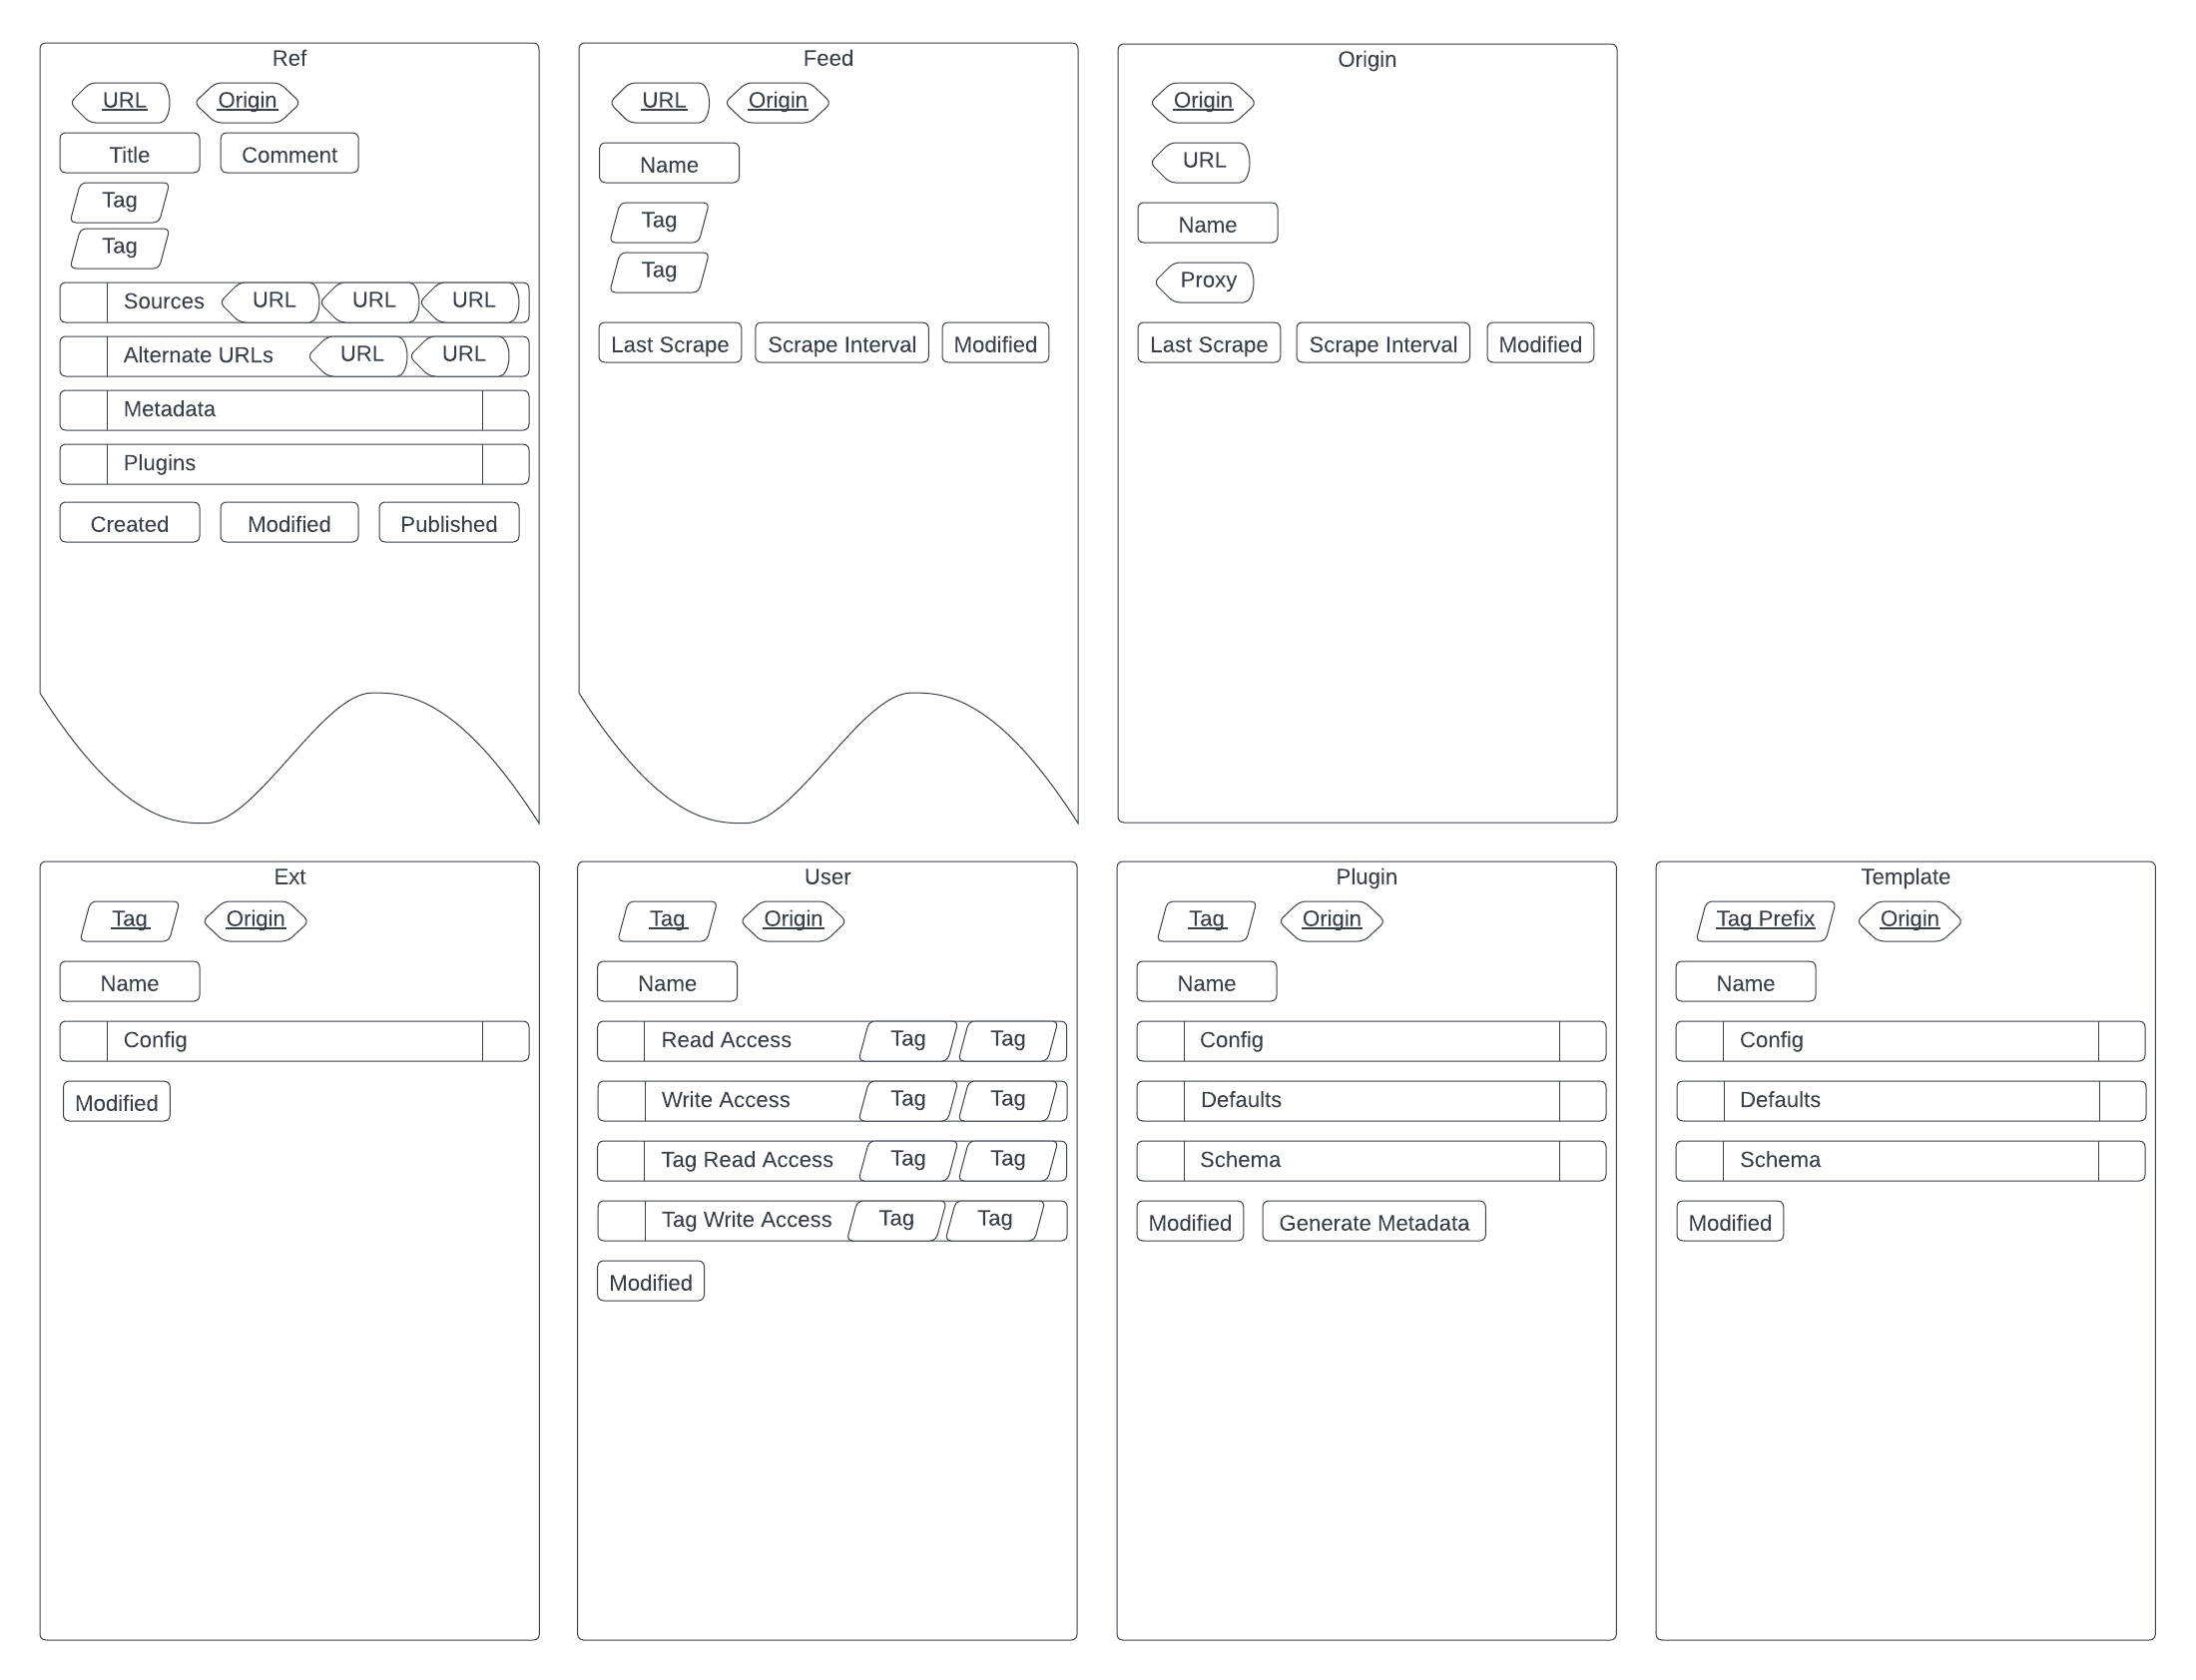 Ref
URL Origin
Title Comment
Tag
Tag
Sources URL URL URL
Alternate URLs URL URL
Metadata
Plugins
Created Modified Published
Feed
URL Origin
Name
Tag
Tag
Last Scrape Scrape Interval Modified
Origin
Origin
URL
Name
Proxy
Last Scrape Scrape Interval Modified
Ext
Tag Origin
Name
Config
Modified
User
Tag Origin
Name
Read Access Tag Tag
Write Access Tag Tag
Tag Read Access Tag Tag
Tag Write Access Tag Tag
Modified
Plugin
Tag Origin
Name
Config
Defaults
Schema
Modified Generate Metadata
Template
Tag Prefix Origin
Name
Config
Defaults
Schema
Modified